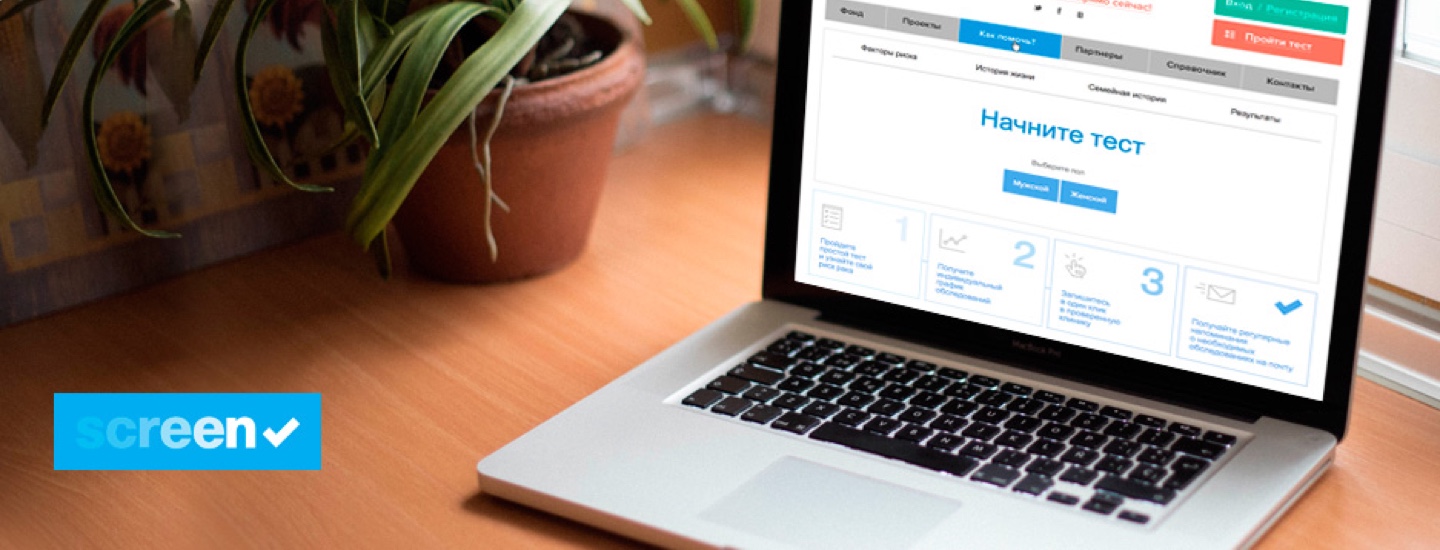 прямо сейчас!
Вход / Регистрация
Пройти тест
Фонд
Проекты
Как помочь?
Партнеры
Справочник
Контакты
Факторы риска
История жизни
Семейная история
Результаты
Начните тест
Выберите пол
Мужской
Женский
1
Пройдите
простой тест
и узнайте свой
риск рака
2
Получите
индивидуальный
график
обследований
3
Запишитесь
в один клик
в проверенную
клинику
Получайте регулярные
напоминания
о необходимых
обследованиях на почту
MacBook Pro
screen